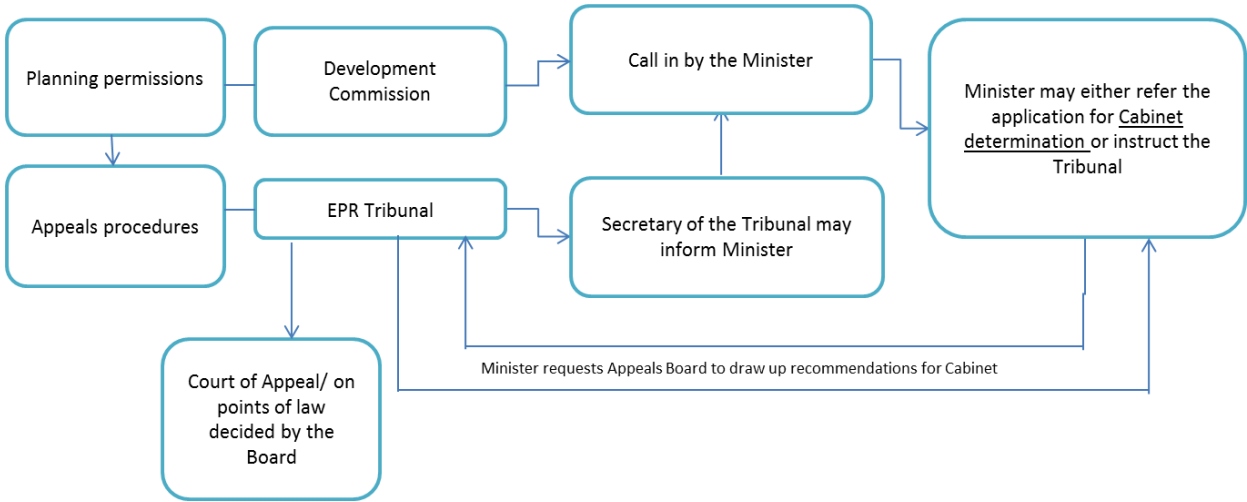 Planning permissions
Development
Commission
Call in by the Minister
Minister may either refer the
application for Cabinet
determination or instruct the
Tribunal
Appeals procedures
EPR Tribunal
Secretary of the Tribunal may
inform Minister
Minister requests Appeals Board to draw up recommendations for Cabinet
Court of Appeal/ on
points of law
decided by the
Board